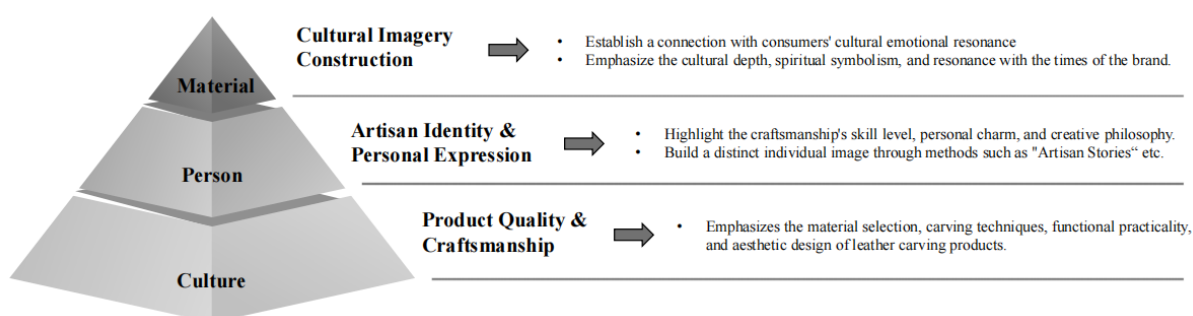 Cultural Imagery
Construction
• Establish a connection with consumers' cultural emotional resonance
• Emphasize the cultural depth, spiritual symbolism, and resonance with the times of the brand.
Material
Artisan Identity &
Personal Expression
• Highlight the craftsmanship's skill level, personal charm, and creative philosophy.
• Build a distinct individual image through methods such as "Artisan Stories“ etc.
Person
Product Quality &
Craftsmanship
• Emphasizes the material selection, carving techniques, functional practicality,
and aesthetic design of leather carving products.
Culture